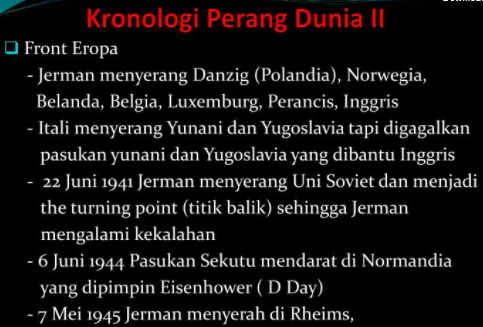 Kronologi Perang Dunia II
Front Eropa
- Jerman menyerang Danzig (Polandia), Norwegia,
Belanda, Belgia, Luxemburg, Perancis, Inggris
- Itali menyerang Yunani dan Yugoslavia tapi digagalkan
pasukan yunani dan Yugoslavia yang dibantu Inggris
- 22 Juni 1941 Jerman menyerang Uni Soviet dan menjadi
the turning point (titik balik) sehingga Jerman
mengalami kekalahan
- 6 Juni 1944 Pasukan Sekutu mendarat di Normandia
yang dipimpin Eisenhower ( D Day)
- 7 Mei 1945 Jerman menyerah di Rheims,